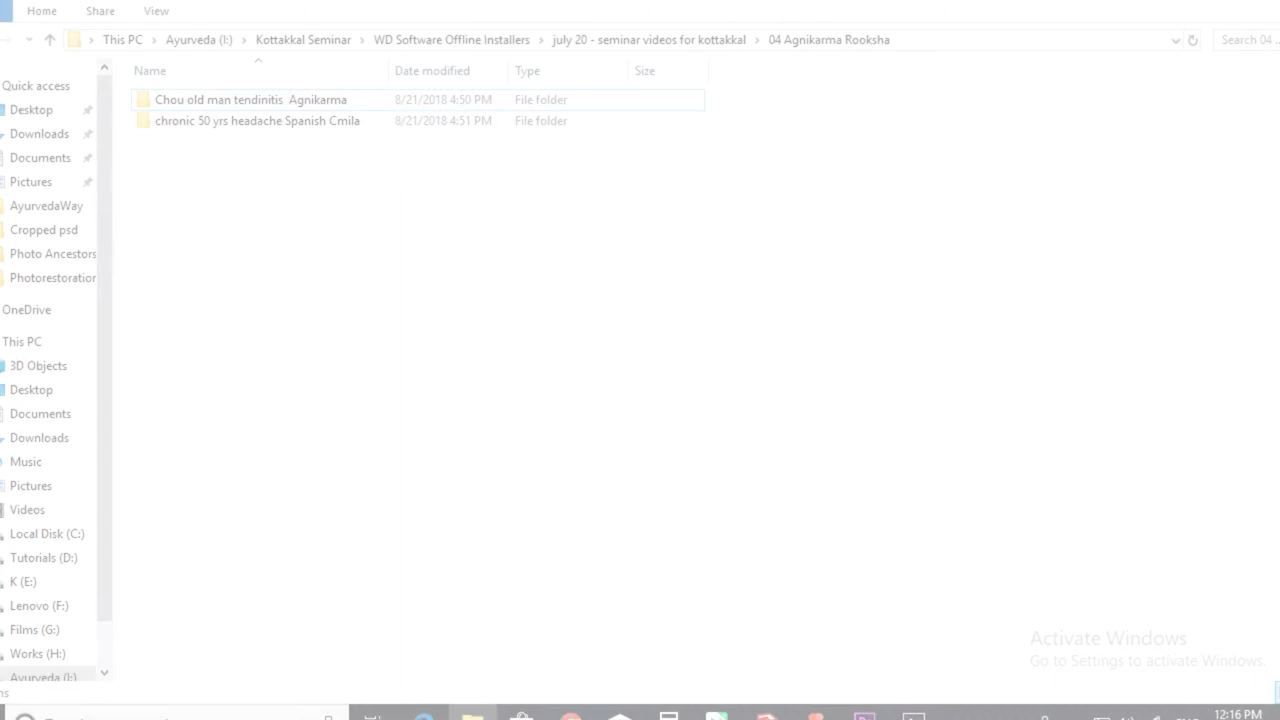 Home Share View
This PC Ayurveda (I:) Kottakkal Seminar WD Software Offline Installers july 20 - seminar videos for kottakkal 04 Agnikarma Rooksha Search 04 ...
Name Date modified Type Size
Quick access
Desktop
Downloads
Documents
Pictures
AyurvedaWay
Cropped psd
Photo Ancestors
Photorestoration
OneDrive
This PC
3D Objects
Desktop
Documents
Downloads
Music
Pictures
Videos
Local Disk (C:)
Tutorials (D:)
K (E:)
Lenovo (F:)
Films (G:)
Works (H:)
Ayurveda (I:)
Chou old man tendinitis  Agnikarma 8/21/2018 4:50 PM File folder
chronic 50 yrs headache Spanish Cmila 8/21/2018 4:51 PM File folder
Activate Windows
Go to Settings to activate Windows.
12:16 PM